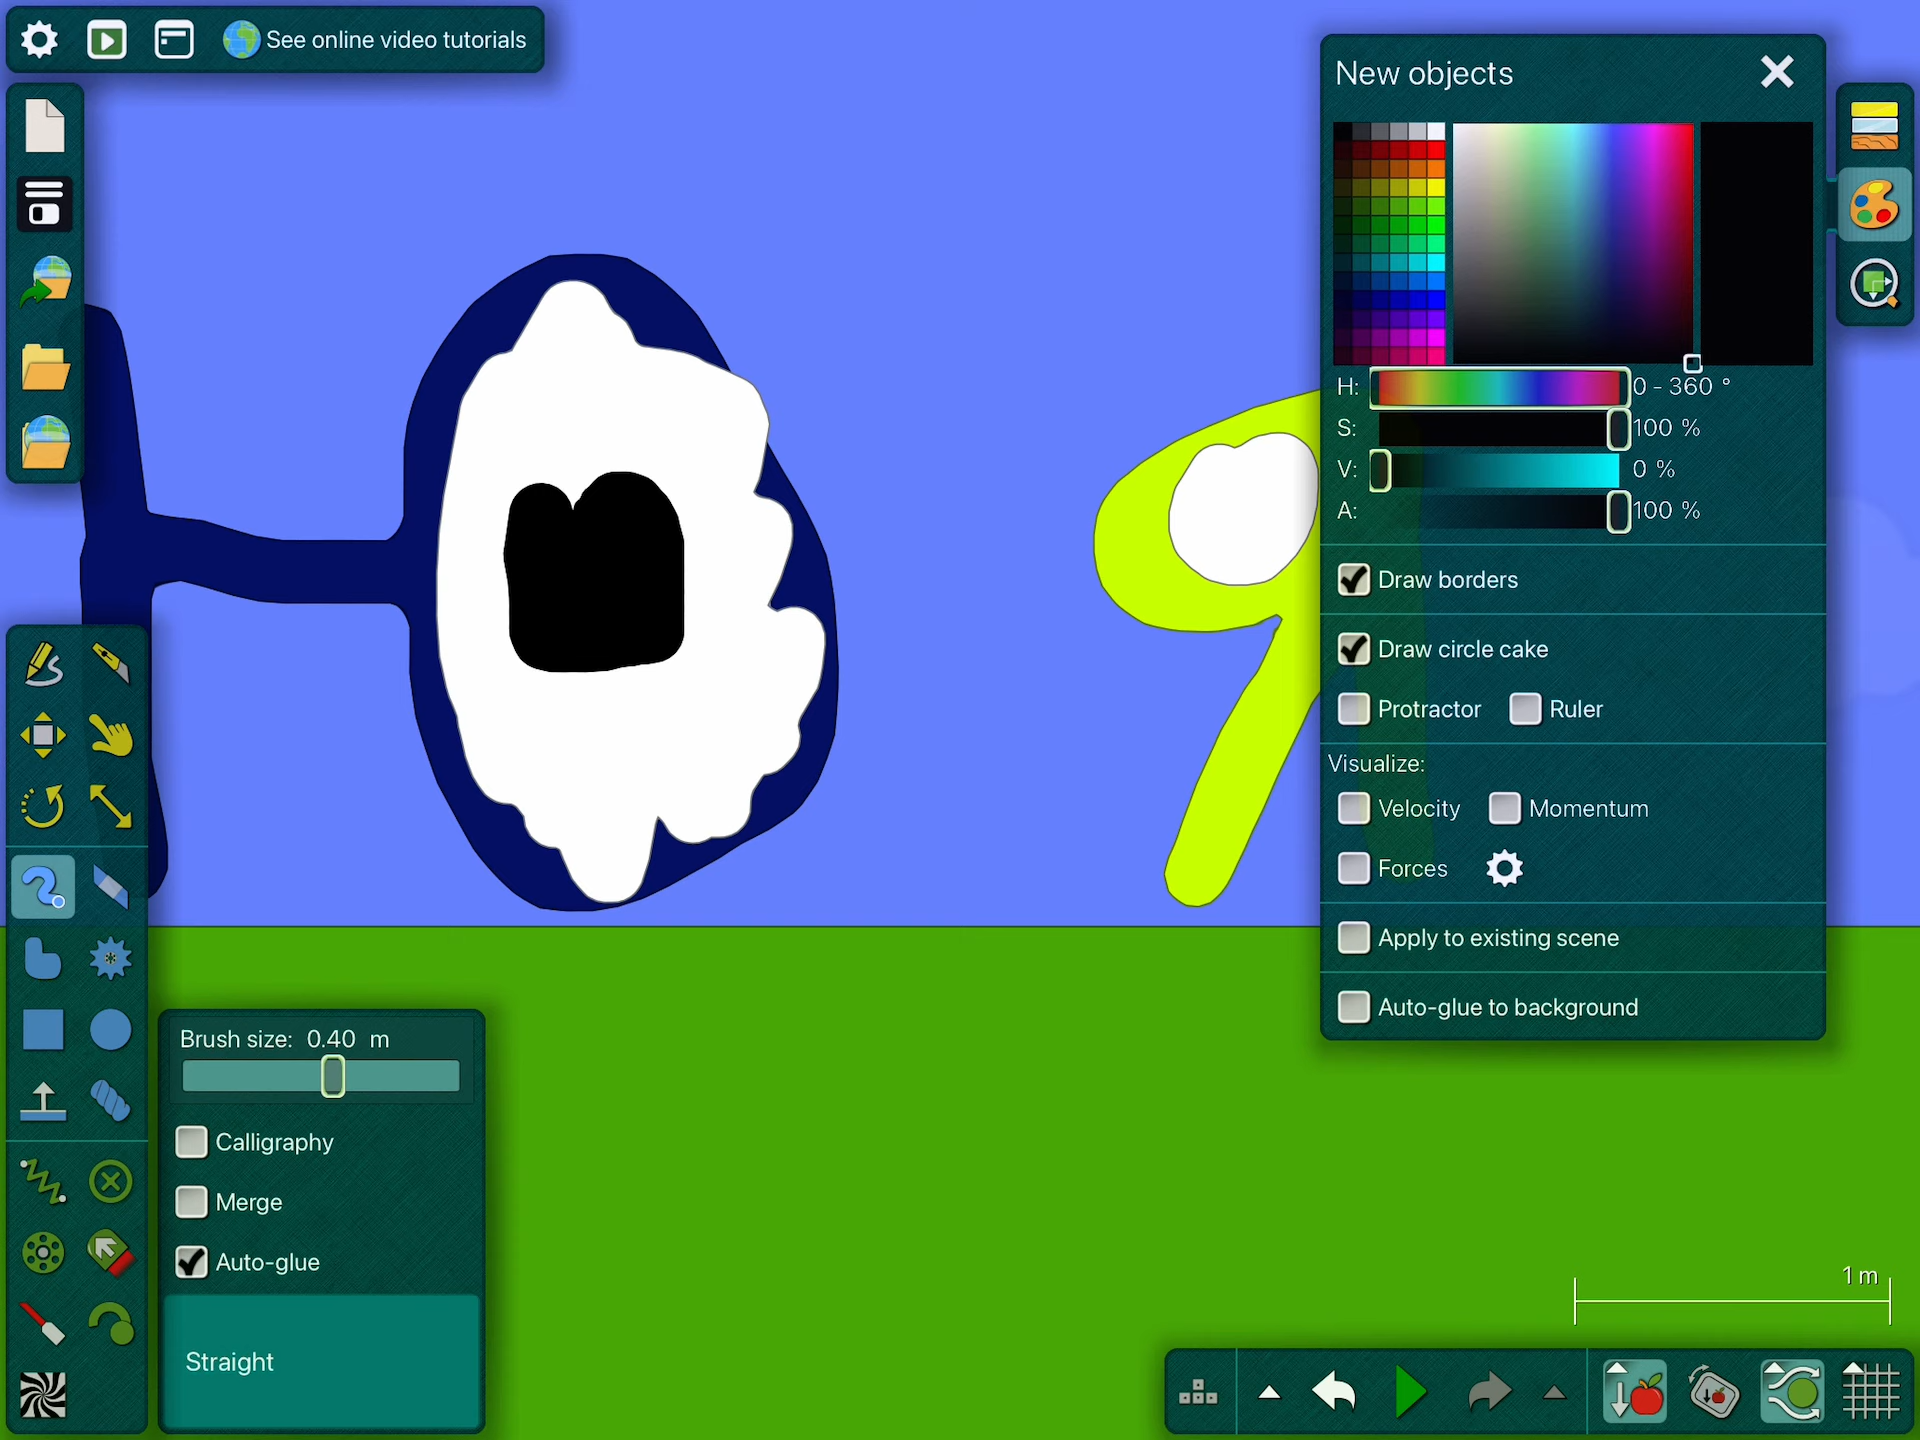 See online video tutorials
New objects
H: 0 - 360 °
S: 100 %
V: 0 %
A: 100 %
Draw borders
Draw circle cake
Protractor Ruler
Visualize:
Velocity Momentum
Forces
Apply to existing scene
Auto-glue to background
Brush size: 0.40 m
Calligraphy
Merge
Auto-glue
Straight
1 m